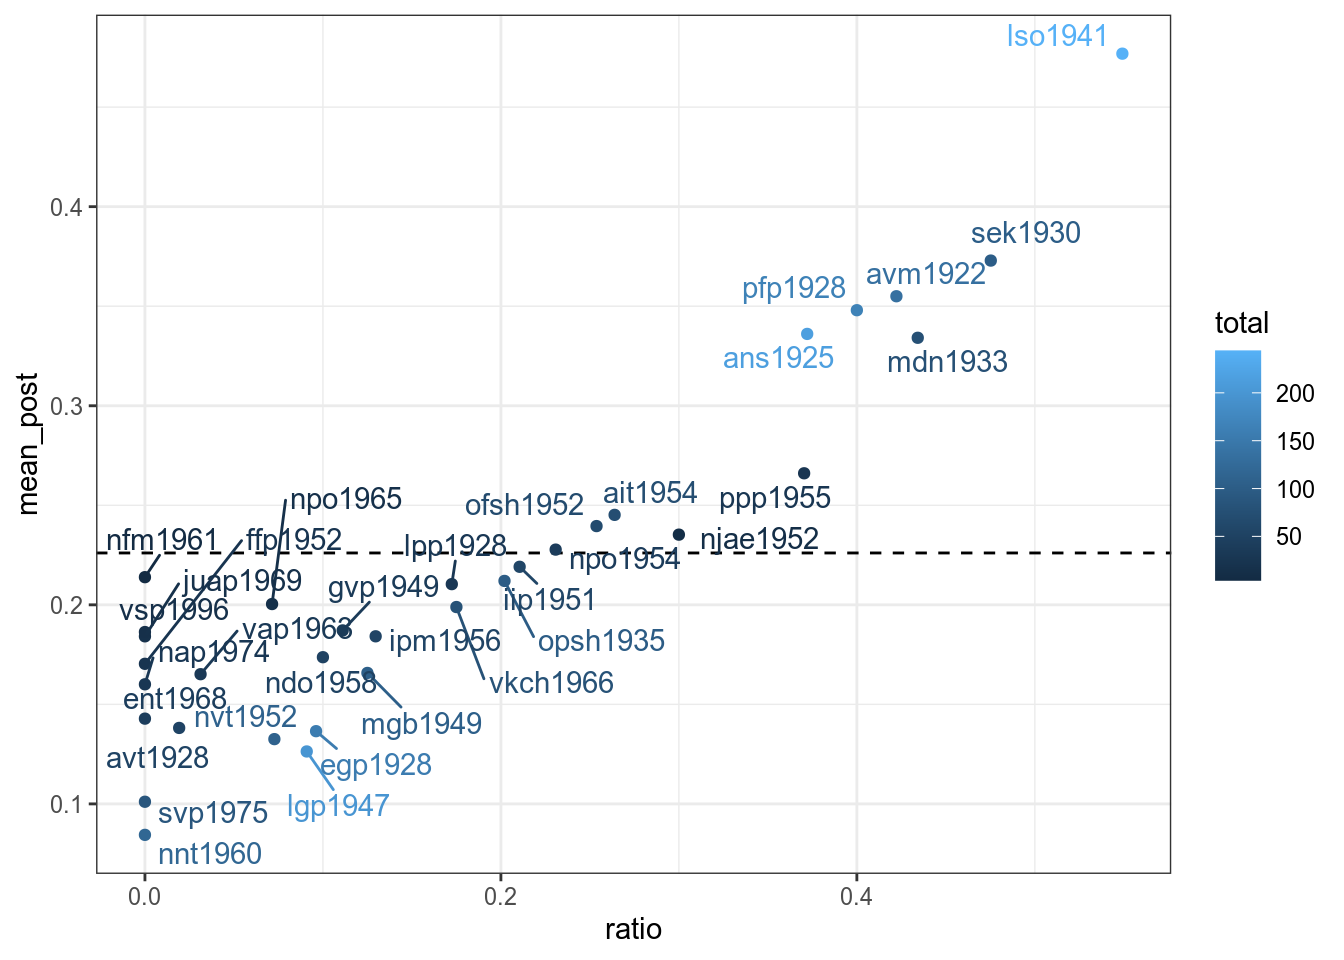 lso1941
sek1930
avm1922
pfp1928
ans1925
mdn1933
ppp1955
ait1954
ofsh1952
npo1965
njae1952
nfm1961
ffp1952
lpp1928
npo1954
juap1969
gvp1949
iip1951
vsp1996
vap1963
ipm1956
opsh1935
nap1974
ndo1958
vkch1966
ent1968
nvt1952
mgb1949
avt1928
egp1928
lgp1947
svp1975
nnt1960
0.4
0.3
0.2
0.1
mean_post
0.0
0.2
0.4
ratio
total
200
150
100
50